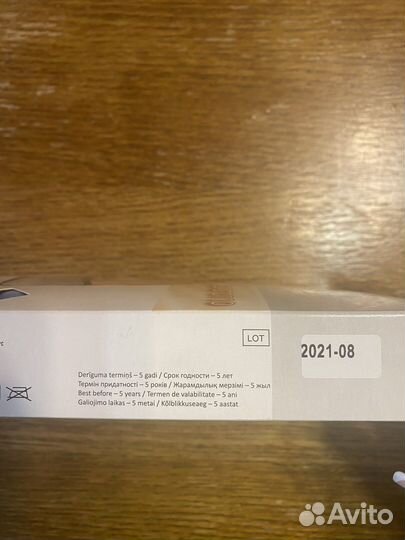 LOT
2021-08
Derīguma termiņš – 5 gadi / Срок годности – 5 лет
Термін придатності – 5 років / Жарамдылық мерзімі – 5 жыл
Best before – 5 years / Termen de valabilitate – 5 ani
Galiojimo laikas – 5 metai / Kõlblikkuseaeg – 5 aastat
Avito